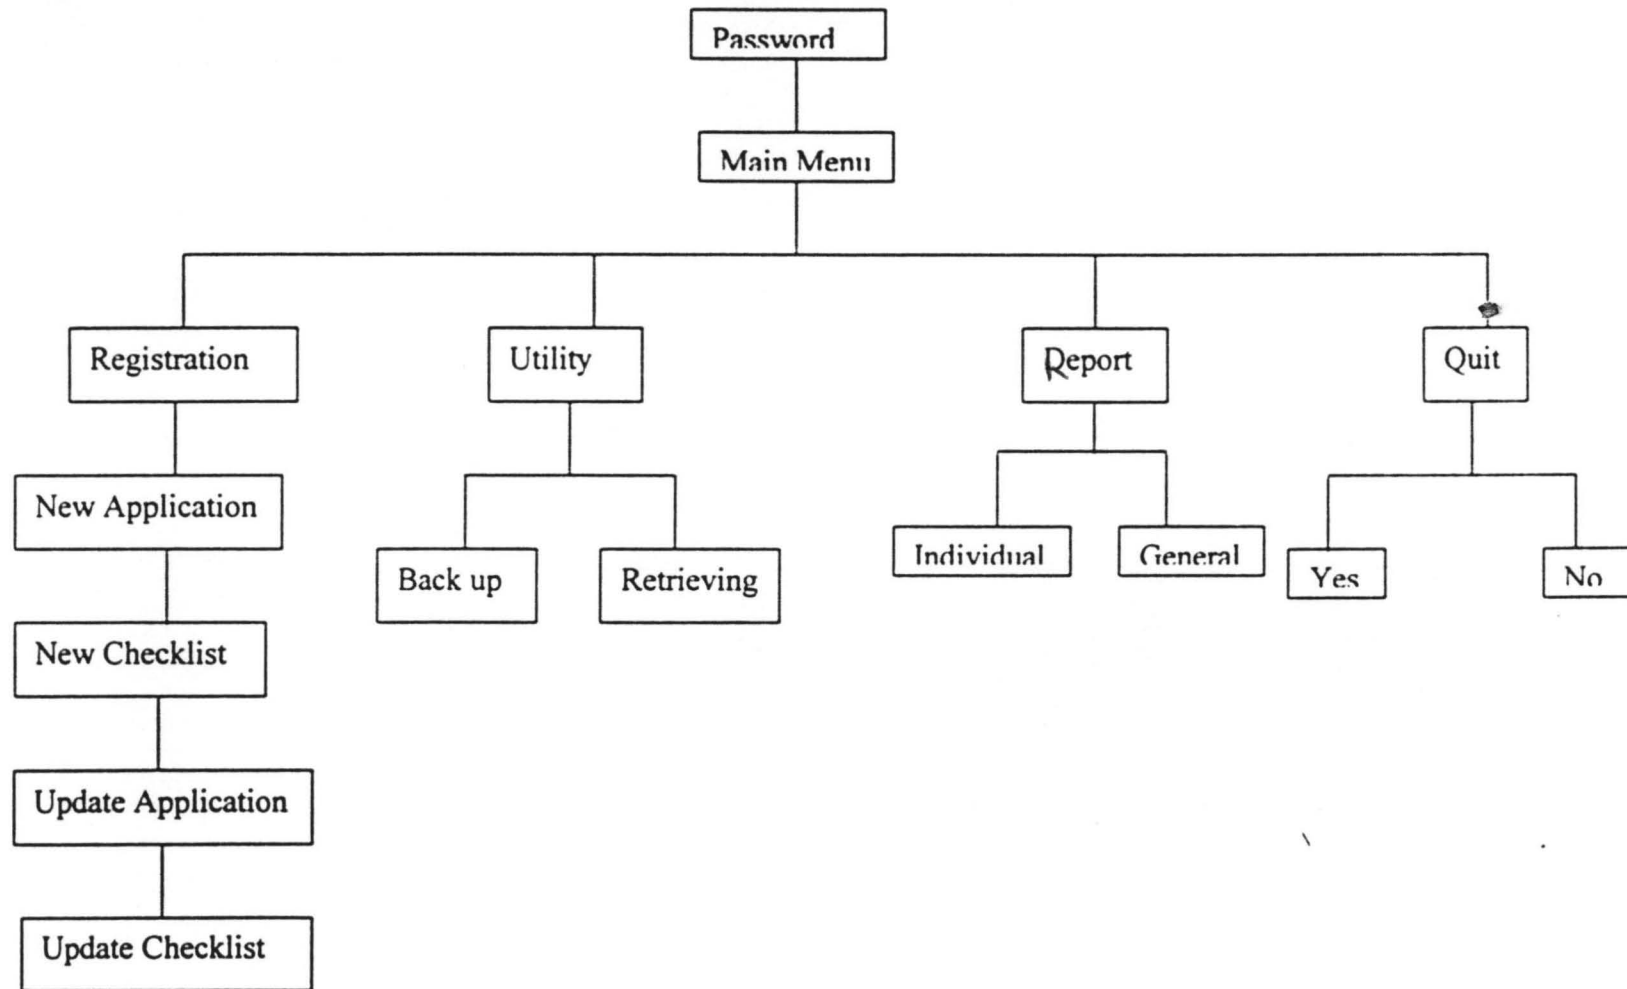 Password
Main Menu
Registration
Utility
Report
Quit
New Application
Back up
Retrieving
Individual
General
Yes
No
New Checklist
Update Application
Update Checklist